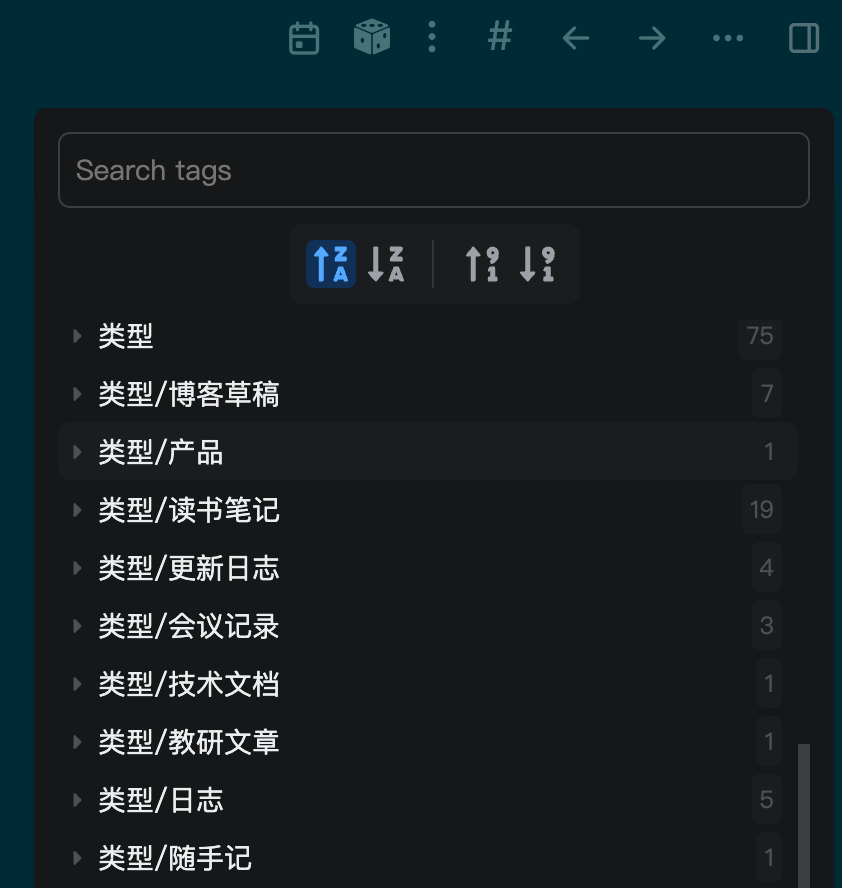 Search tags
类型 75
类型/博客草稿 7
类型/产品 1
类型/读书笔记 19
类型/更新日志 4
类型/会议记录 3
类型/技术文档 1
类型/教研文章 1
类型/日志 5
类型/随手记 1